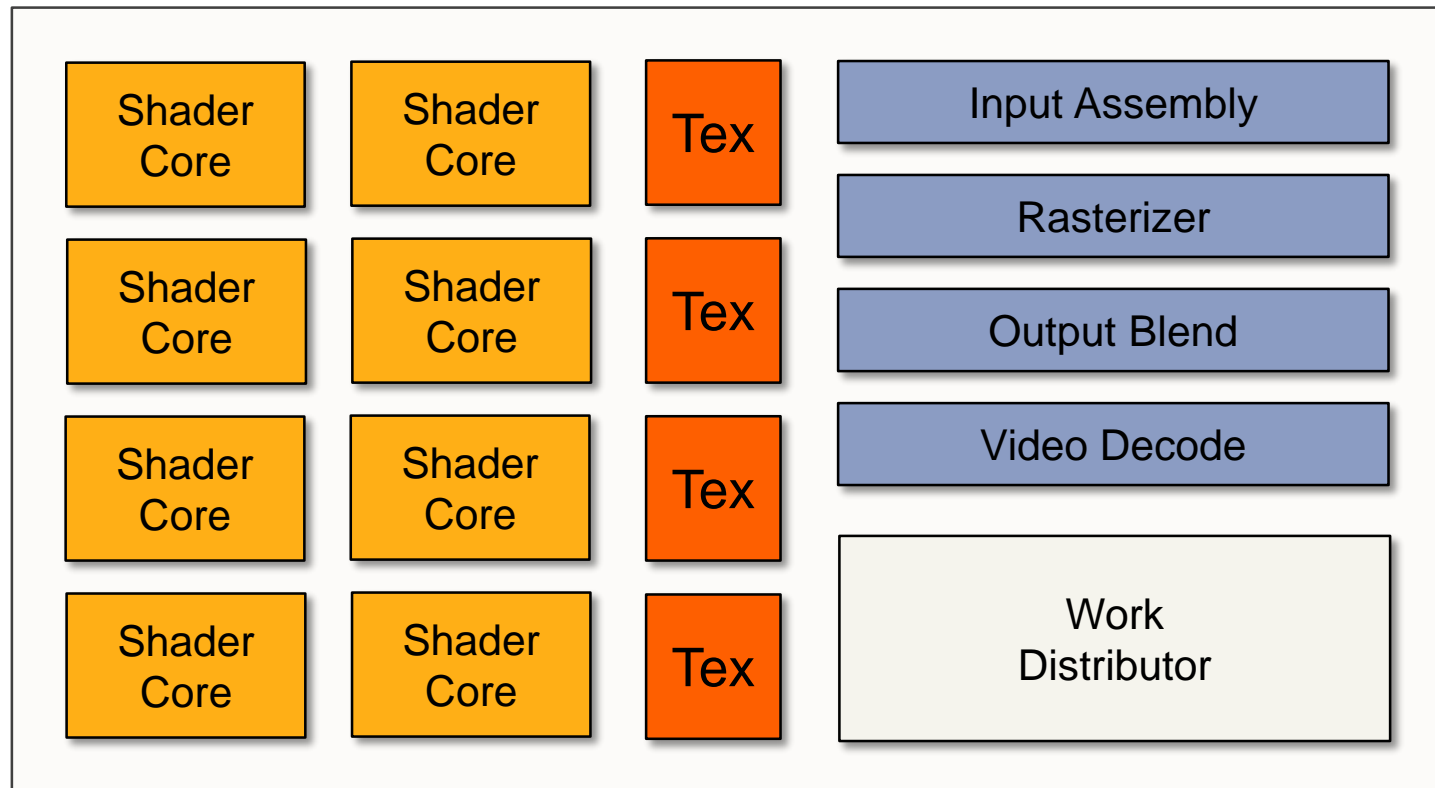 Shader
Core
Shader
Core
Tex
Input Assembly
Rasterizer
Shader
Core
Shader
Core
Tex
Output Blend
Shader
Core
Shader
Core
Tex
Video Decode
Shader
Core
Shader
Core
Tex
Work
Distributor